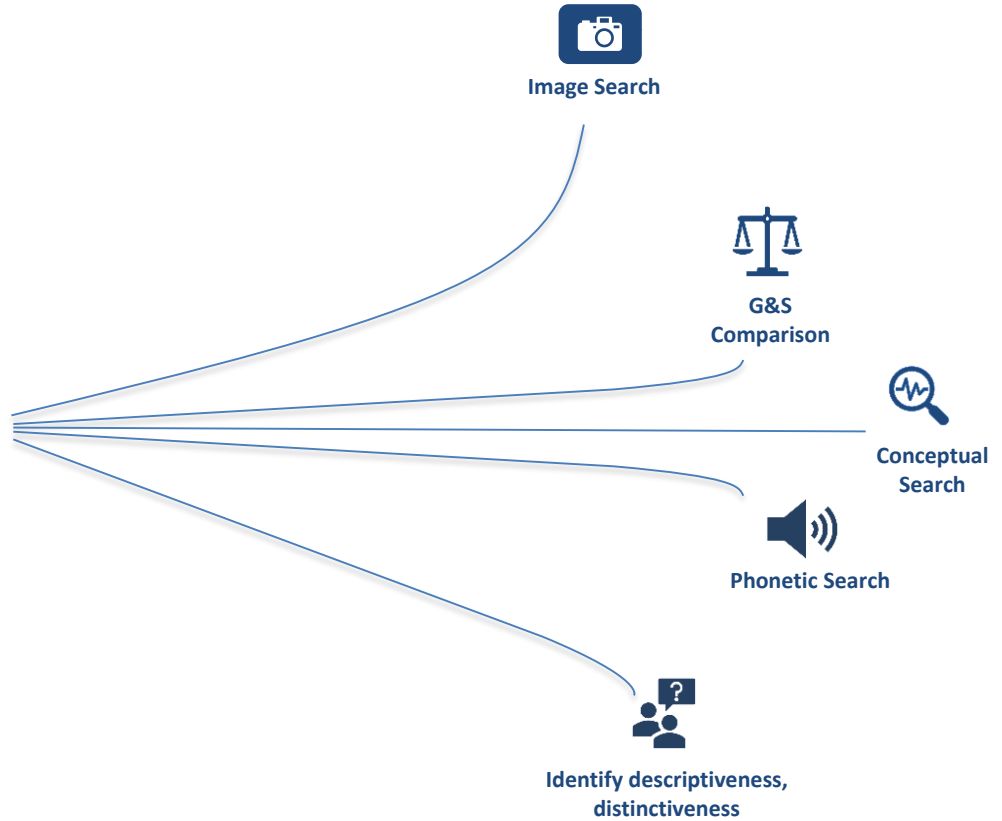 Image Search
G&S
Comparison
Conceptual
Search
Phonetic Search
?
Identify descriptiveness,
distinctiveness